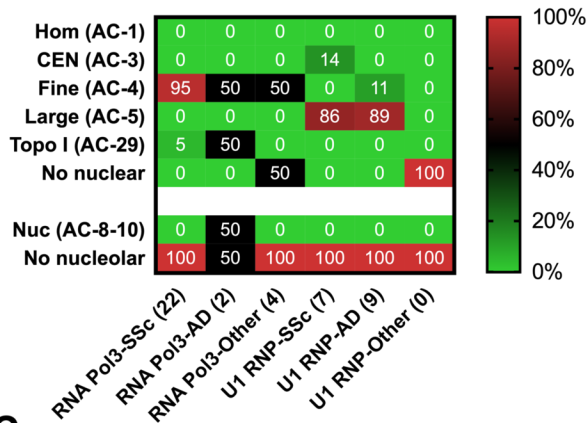 100%
80%
60%
40%
20%
0%
Hom (AC-1) 0 0 0 0 0 0
CEN (AC-3) 0 0 0 14 0 0
Fine (AC-4) 95 50 50 0 11 0
Large (AC-5) 0 0 0 86 89 0
Topo I (AC-29) 5 50 0 0 0 0
No nuclear 0 0 50 0 0 100
Nuc (AC-8-10) 0 50 0 0 0 0
No nucleolar 100 50 100 100 100 100
RNA Pol3-SSc (22)
RNA Pol3-AD (2)
RNA Pol3-Other (4)
U1 RNP-SSc (7)
U1 RNP-AD (9)
U1 RNP-Other (0)